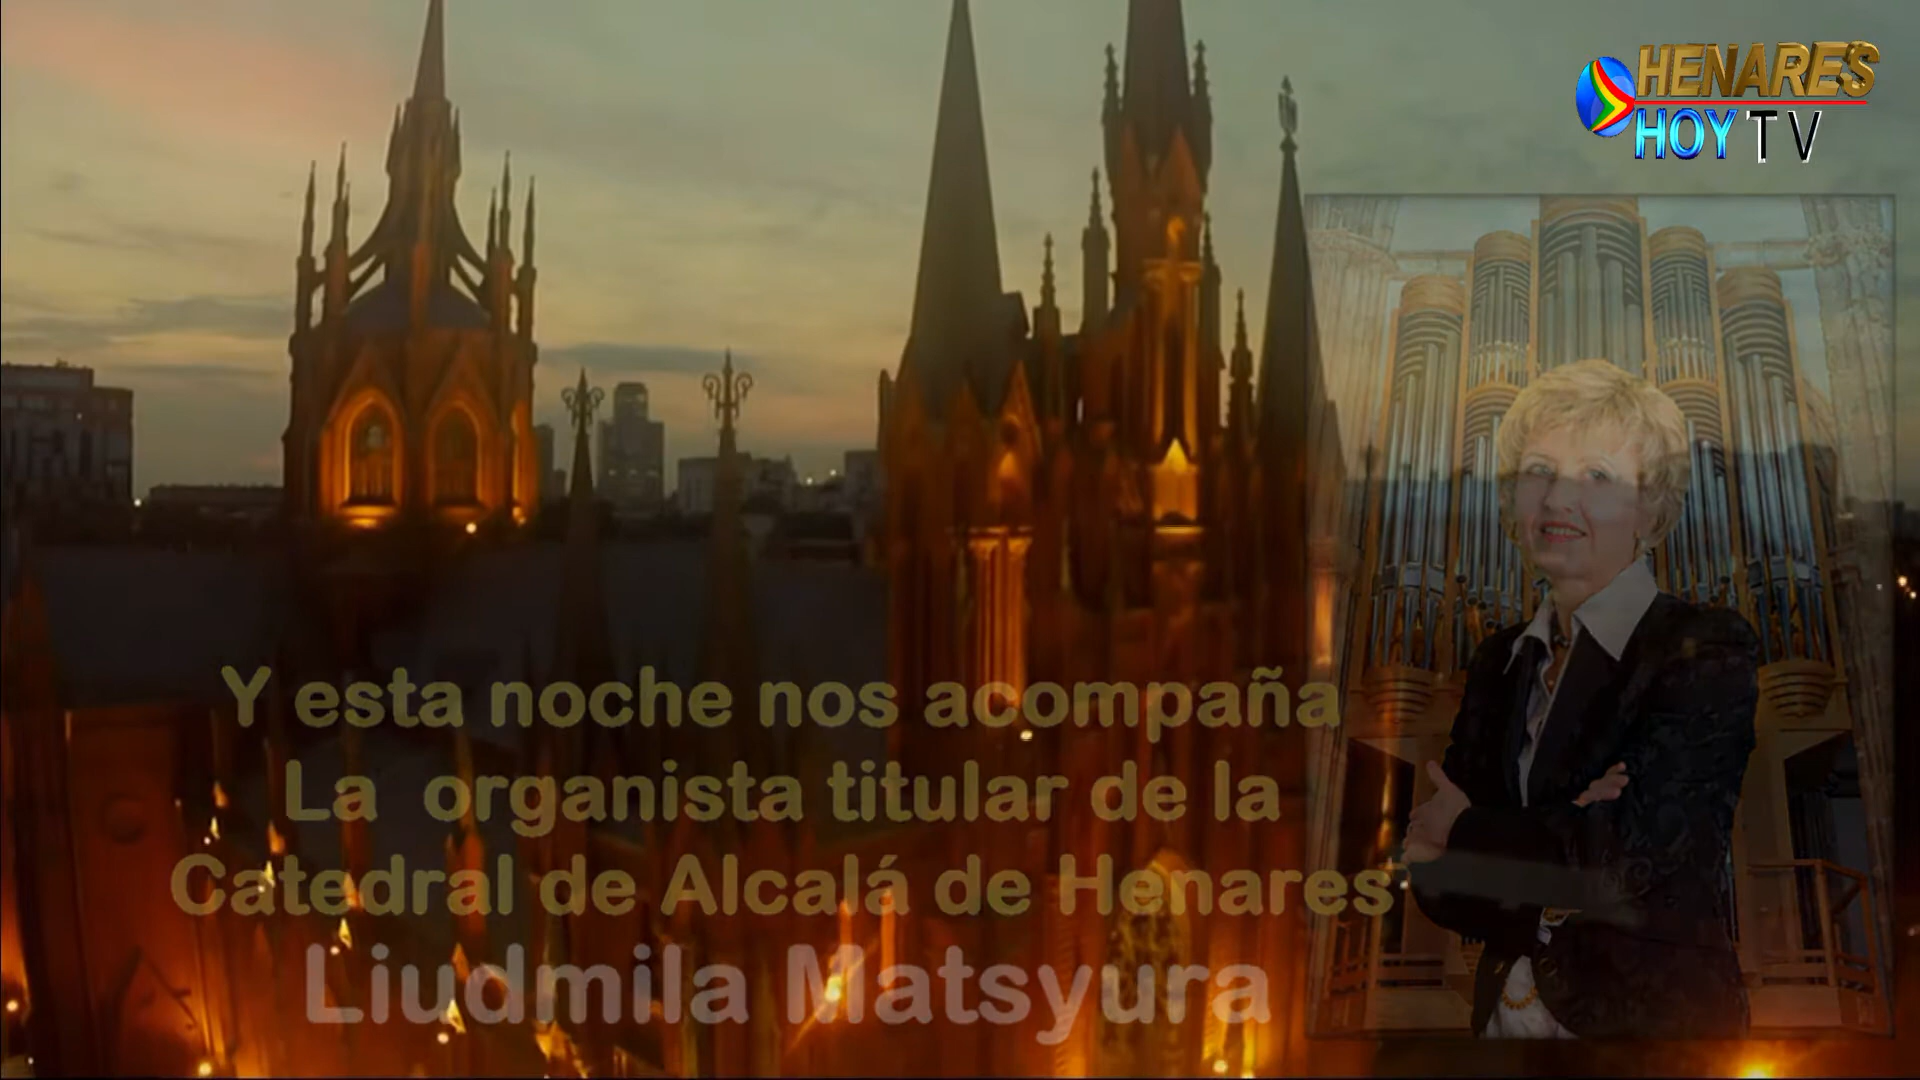 HENARES
HOY TV
Y esta noche nos acompaña
La organista titular de la
Catedral de Alcalá de Henares
Liudmila Matsyura